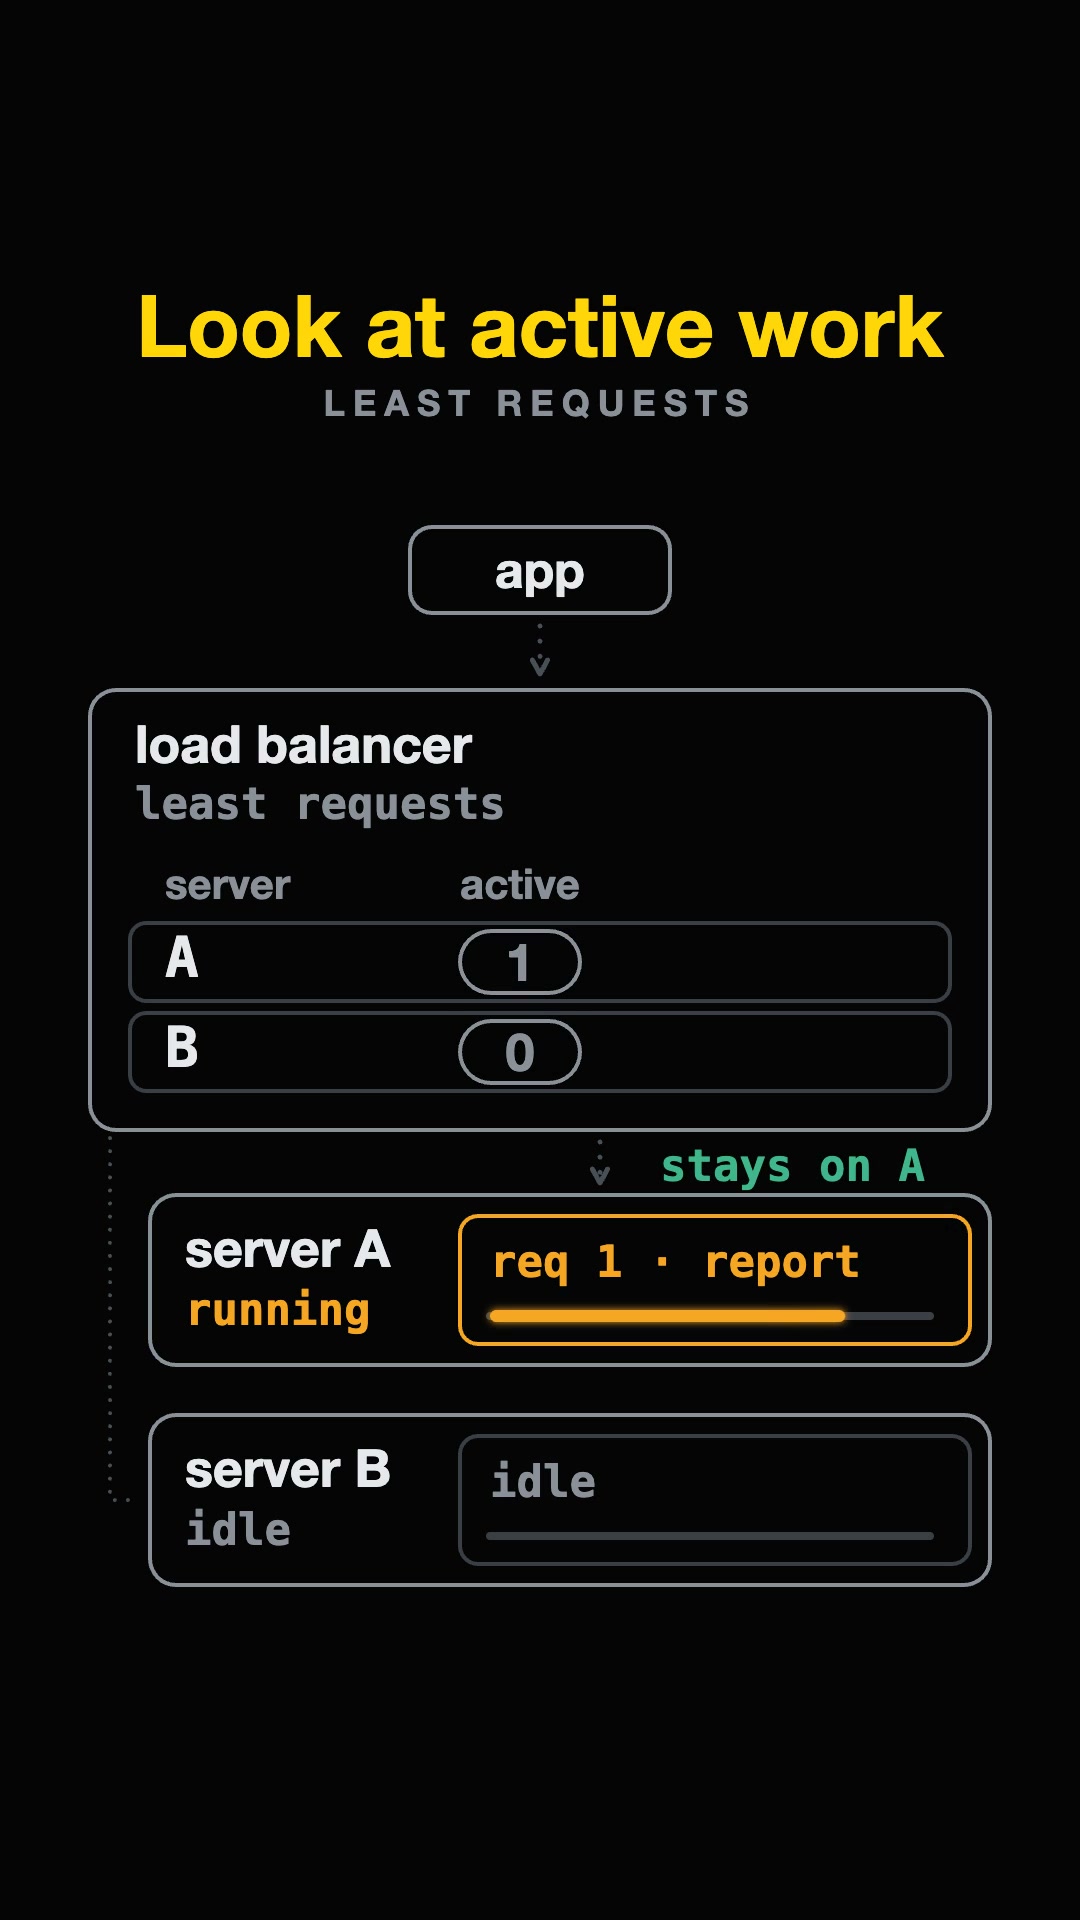 Look at active work
LEAST REQUESTS
app
load balancer
least requests
server active
A 1
B 0
stays on A
server A
running
req 1 · report
server B
idle
idle